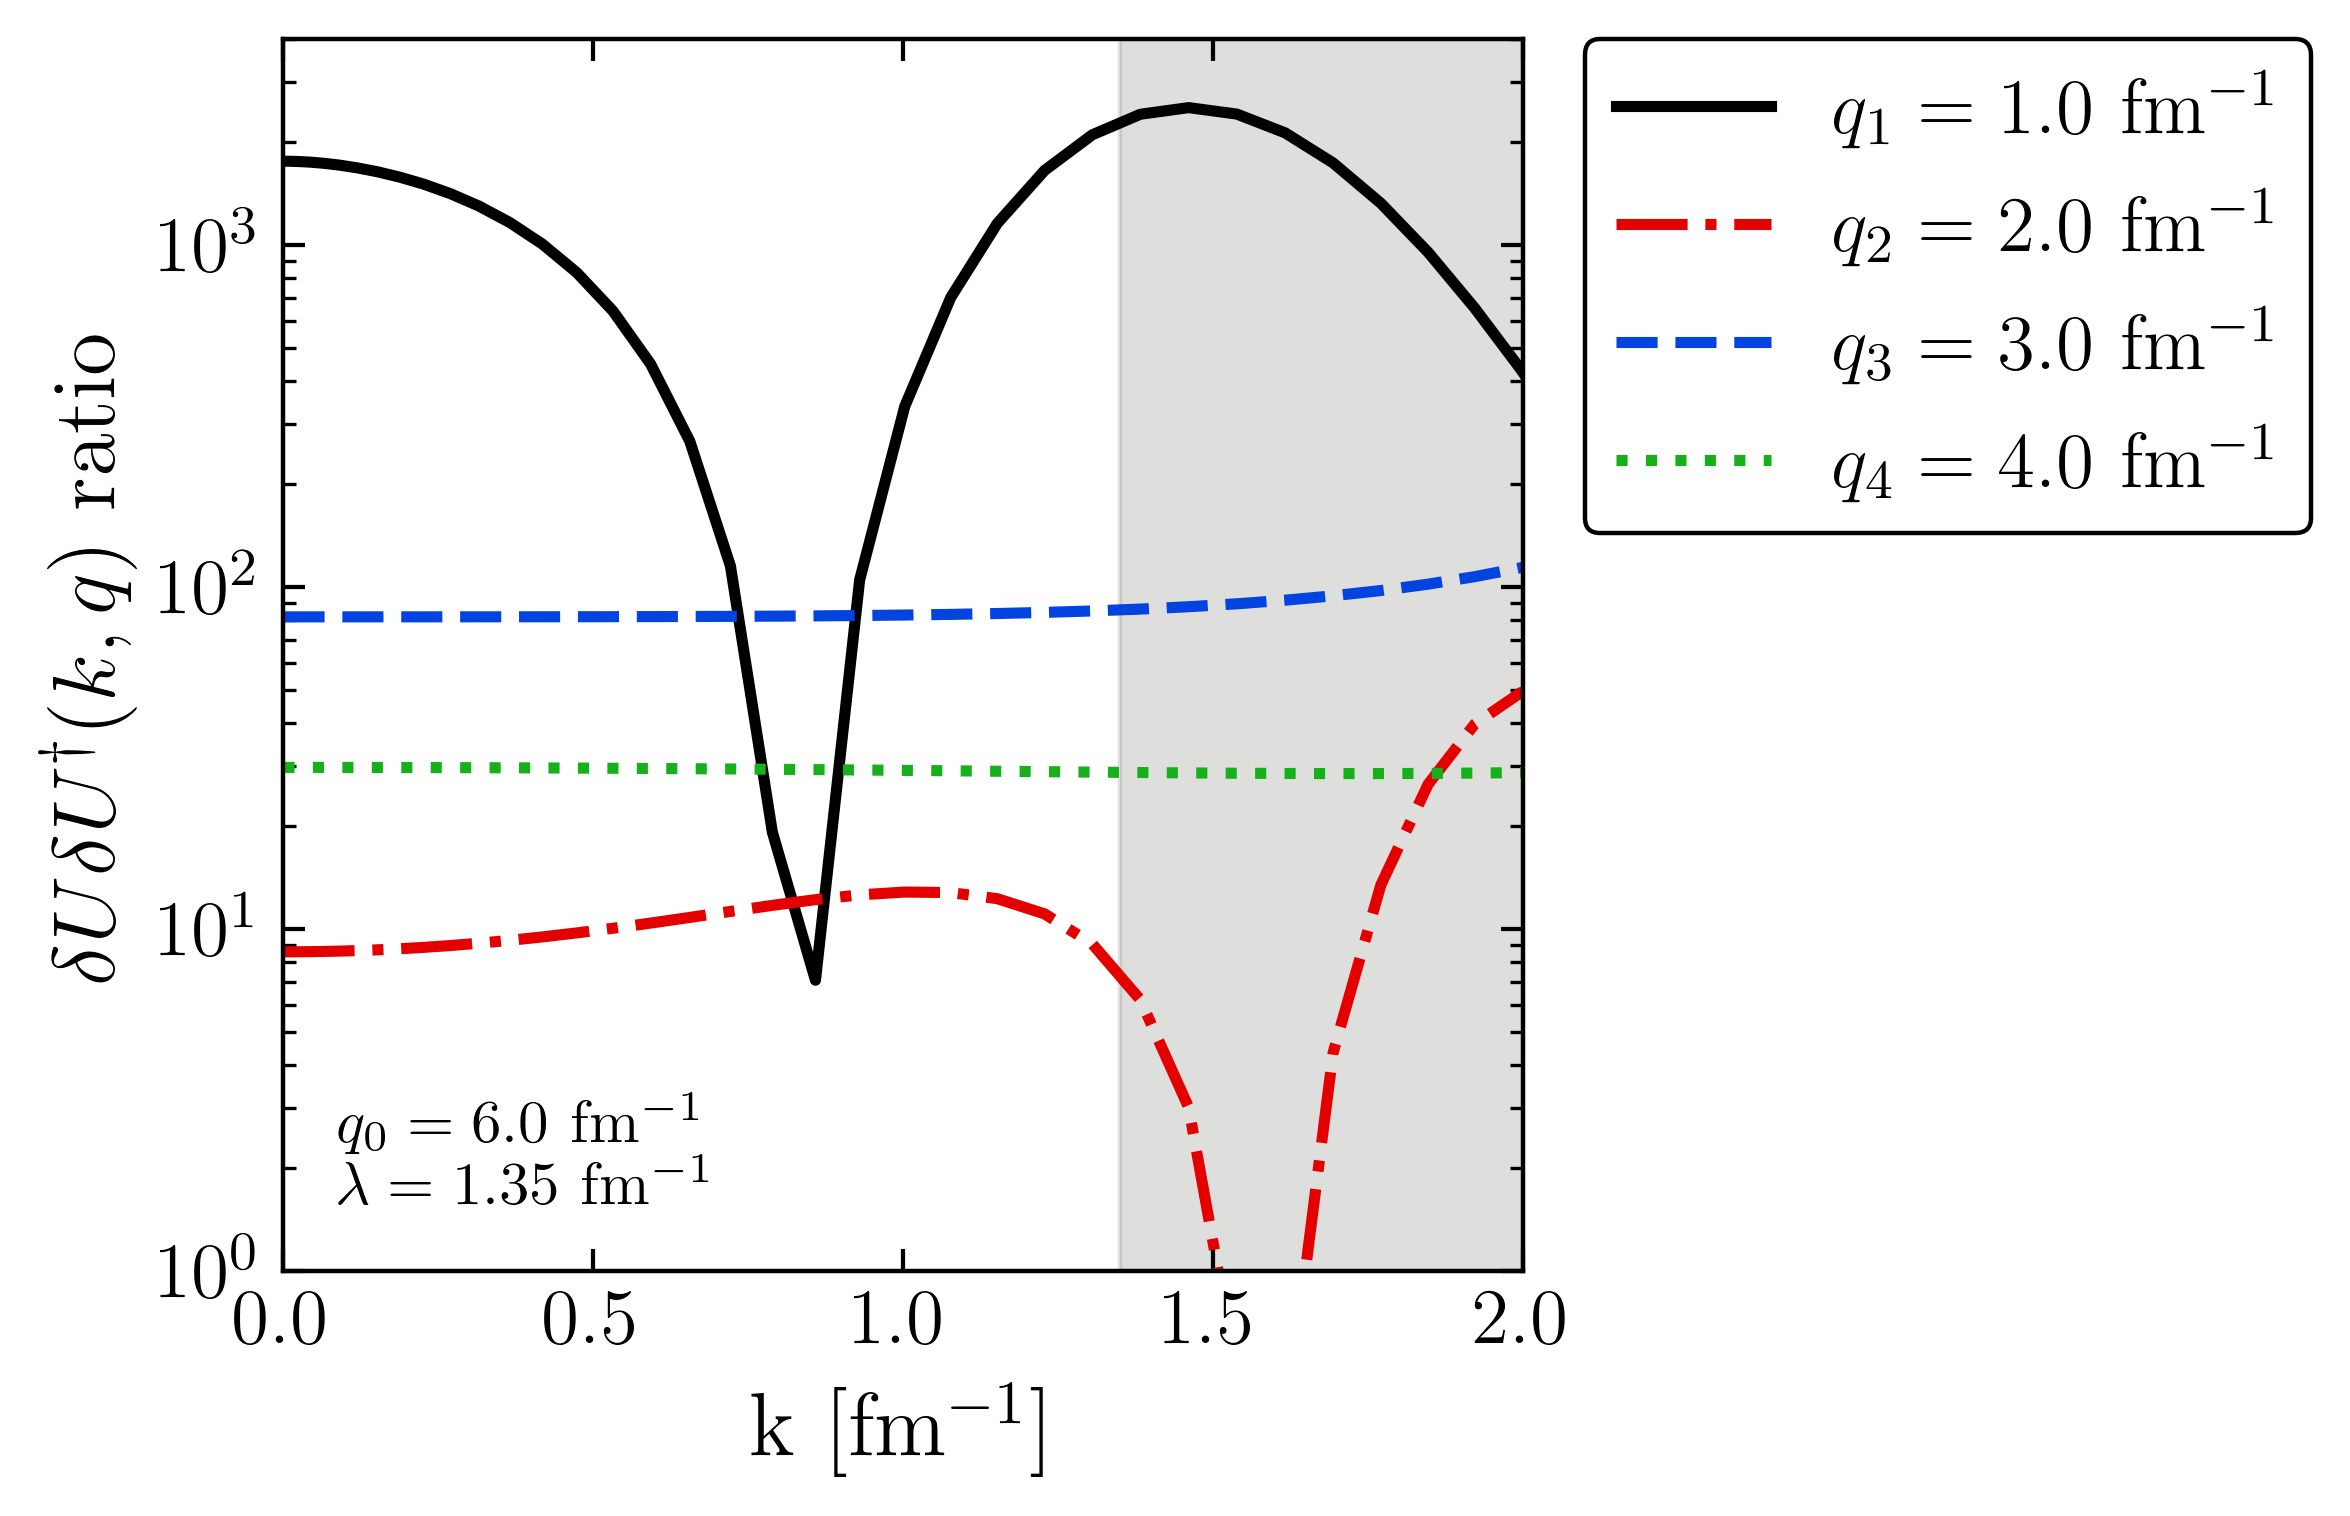 δUδU†(k, q) ratio
10³
10²
10¹
10⁰
q₀ = 6.0 fm⁻¹
λ = 1.35 fm⁻¹
0.0 0.5 1.0 1.5 2.0
k [fm⁻¹]
q₁ = 1.0 fm⁻¹
q₂ = 2.0 fm⁻¹
q₃ = 3.0 fm⁻¹
q₄ = 4.0 fm⁻¹